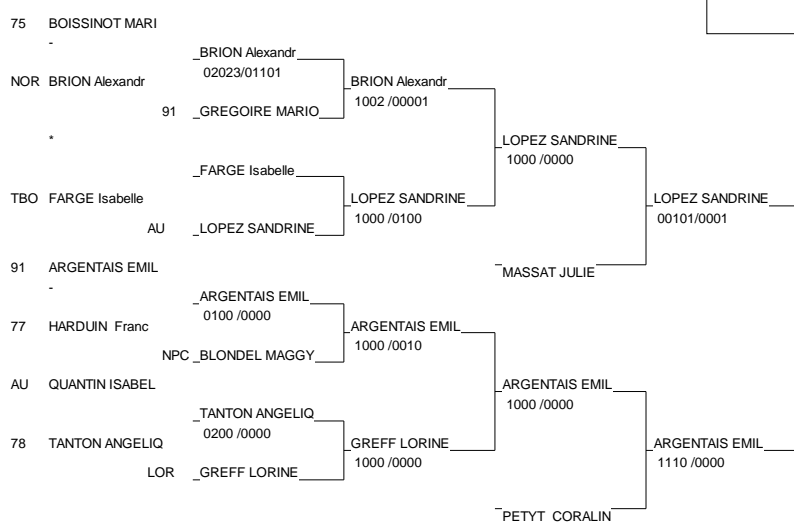 75 BOISSINOT MARI
-
_BRION Alexandr
02023/01101
NOR BRION Alexandr
BRION Alexandr
1002 /00001
91 _GREGOIRE MARIO
*
LOPEZ SANDRINE
1000 /0000
_FARGE Isabelle
TBO FARGE Isabelle
LOPEZ SANDRINE
1000 /0100
LOPEZ SANDRINE
00101/0001
AU _LOPEZ SANDRINE
91 ARGENTAIS EMIL
-
MASSAT JULIE
_ARGENTAIS EMIL
0100 /0000
77 HARDUIN Franc
ARGENTAIS EMIL
1000 /0010
NPC _BLONDEL MAGGY
AU QUANTIN ISABEL
ARGENTAIS EMIL
1000 /0000
_TANTON ANGELIQ
0200 /0000
78 TANTON ANGELIQ
GREFF LORINE
1000 /0000
ARGENTAIS EMIL
1110 /0000
LOR _GREFF LORINE
PETYT CORALIN